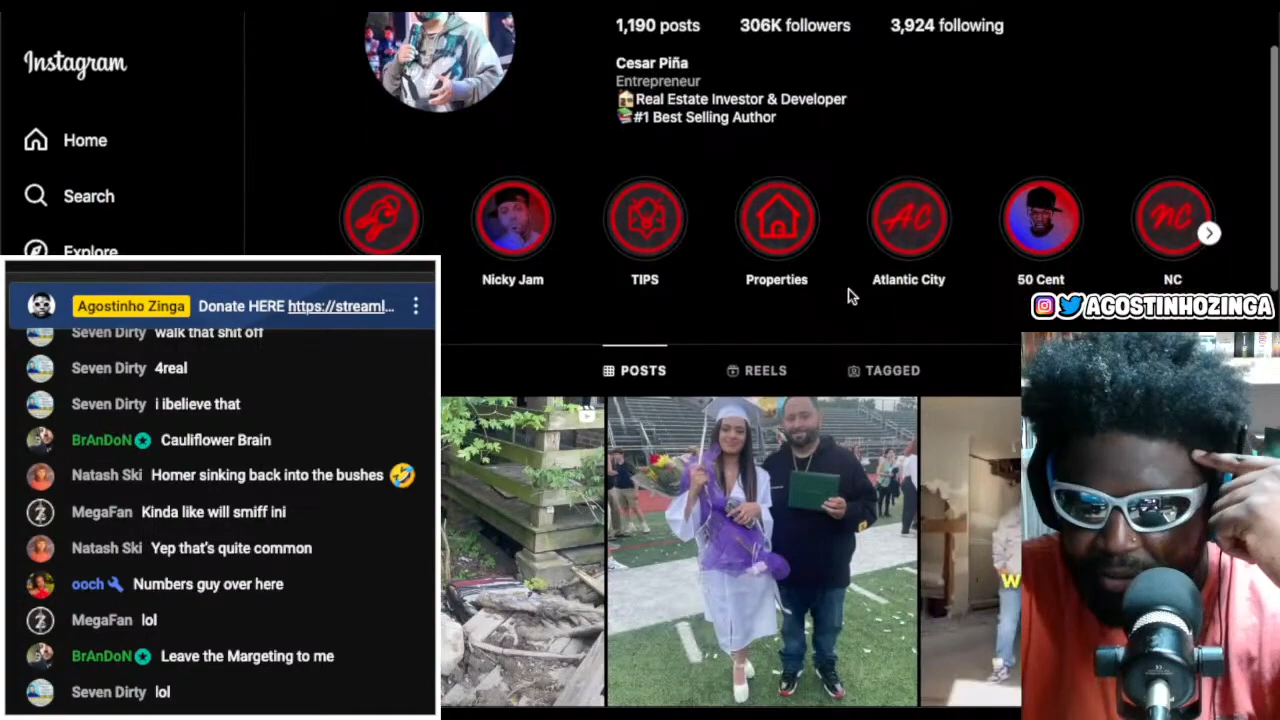 Instagram
Home
Search
Explore
1,190 posts 306K followers 3,924 following
Cesar Piña
Entrepreneur
🏠Real Estate Investor & Developer
📚#1 Best Selling Author
AC
NC
Nicky Jam
TIPS
Properties
Atlantic City
50 Cent
NC
AGOSTINHOZINGA
POSTS
REELS
TAGGED
W
Agostinho Zinga Donate HERE https://streaml...
Seven Dirty walk that shit off
Seven Dirty 4real
Seven Dirty i ibelieve that
BrAnDoN Cauliflower Brain
Natash Ski Homer sinking back into the bushes 🤣
MegaFan Kinda like will smiff ini
Natash Ski Yep that's quite common
ooch Numbers guy over here
MegaFan lol
BrAnDoN Leave the Margeting to me
Seven Dirty lol